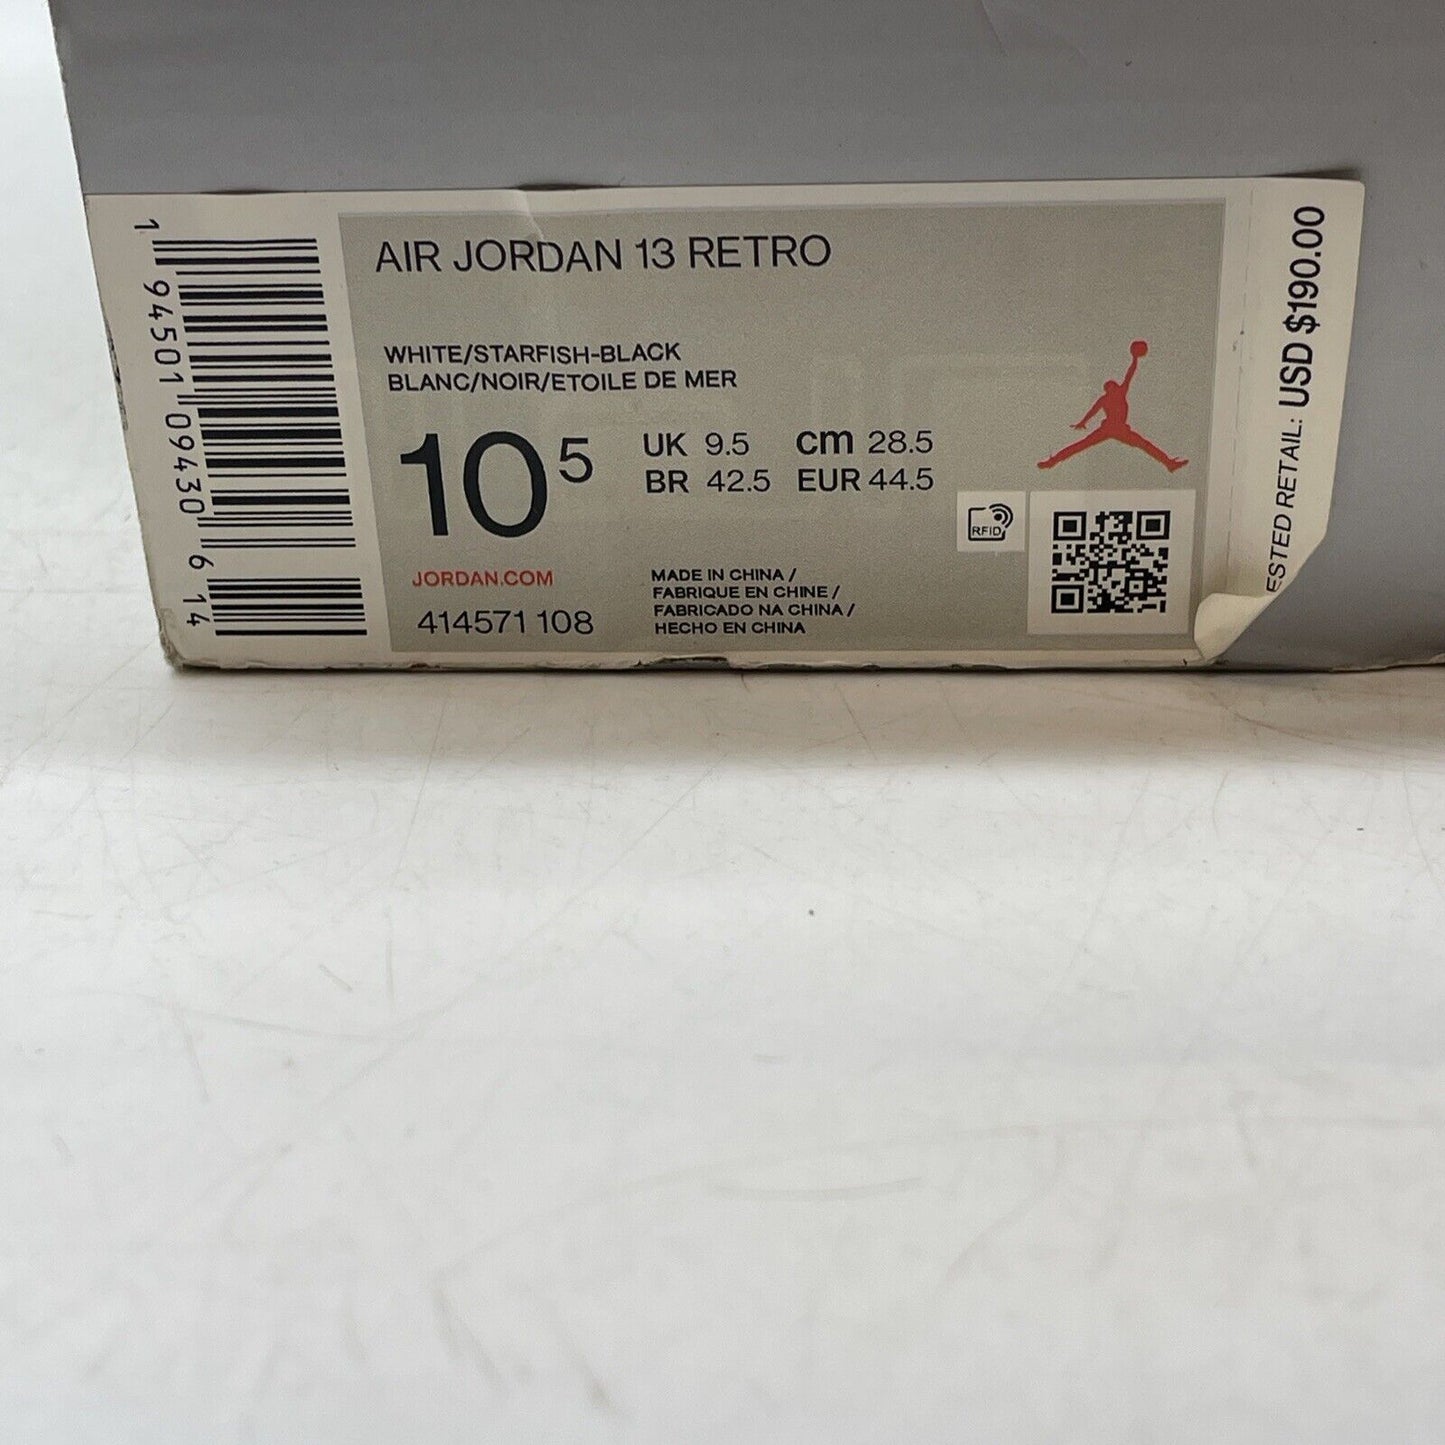 AIR JORDAN 13 RETRO
WHITE/STARFISH-BLACK
BLANC/NOIR/ETOILE DE MER
10 5
UK 9.5 cm 28.5
BR 42.5 EUR 44.5
RFID
JORDAN.COM
414571 108
MADE IN CHINA /
FABRIQUE EN CHINE /
FABRICADO NA CHINA /
HECHO EN CHINA
1 94501 09430 6 14
ESTED RETAIL: USD $190.00